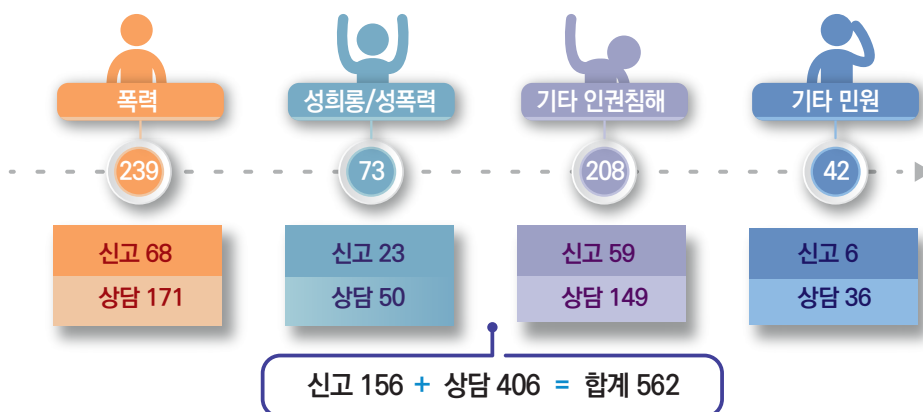 폭력
성희롱/성폭력
기타 인권침해
기타 민원
239
73
208
42
신고 68
상담 171
신고 23
상담 50
신고 59
상담 149
신고 6
상담 36
신고 156 + 상담 406 = 합계 562